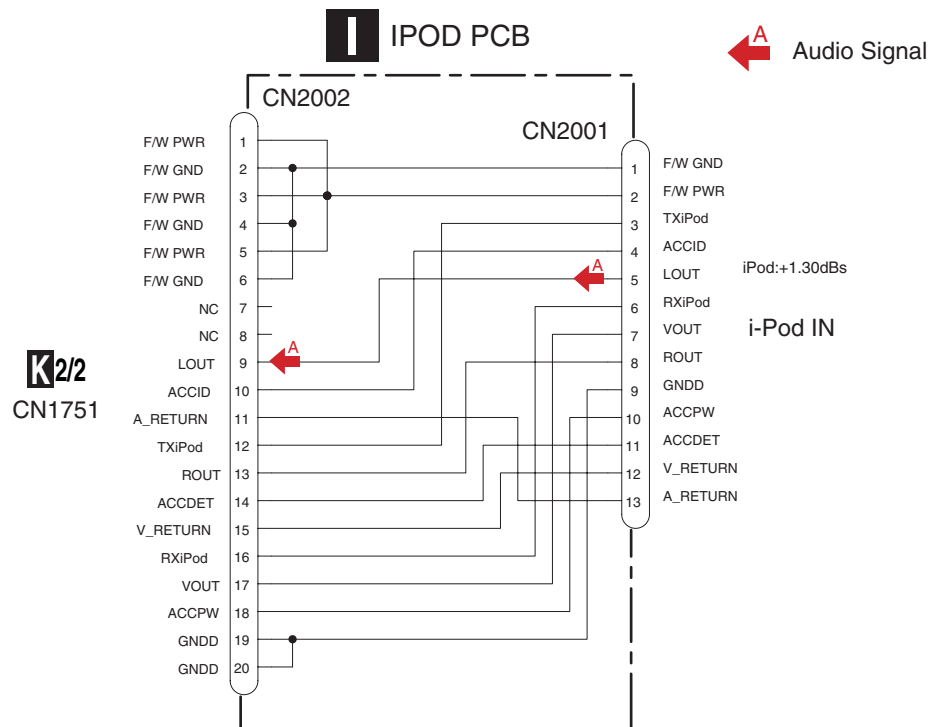 I IPOD PCB
A
Audio Signal
CN2002
CN2001
F/W PWR 1
F/W GND 2
F/W PWR 3
F/W GND 4
F/W PWR 5
F/W GND 6
NC 7
NC 8
LOUT 9
ACCID 10
A_RETURN 11
TXiPod 12
ROUT 13
ACCDET 14
V_RETURN 15
RXiPod 16
VOUT 17
ACCPW 18
GNDD 19
GNDD 20
K 2/2
CN1751
A
A
1 F/W GND
2 F/W PWR
3 TXiPod
4 ACCID
5 LOUT
6 RXiPod
7 VOUT
8 ROUT
9 GNDD
10 ACCPW
11 ACCDET
12 V_RETURN
13 A_RETURN
iPod:+1.30dBs
i-Pod IN